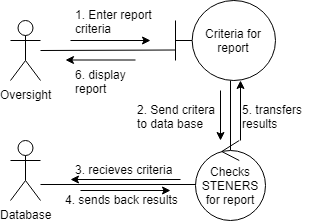 1. Enter report
criteria
Criteria for
report
6. display
report
Oversight
2. Send critera
to data base
5. transfers
results
3. recieves criteria
Checks
STENERS
for report
4. sends back results
Database